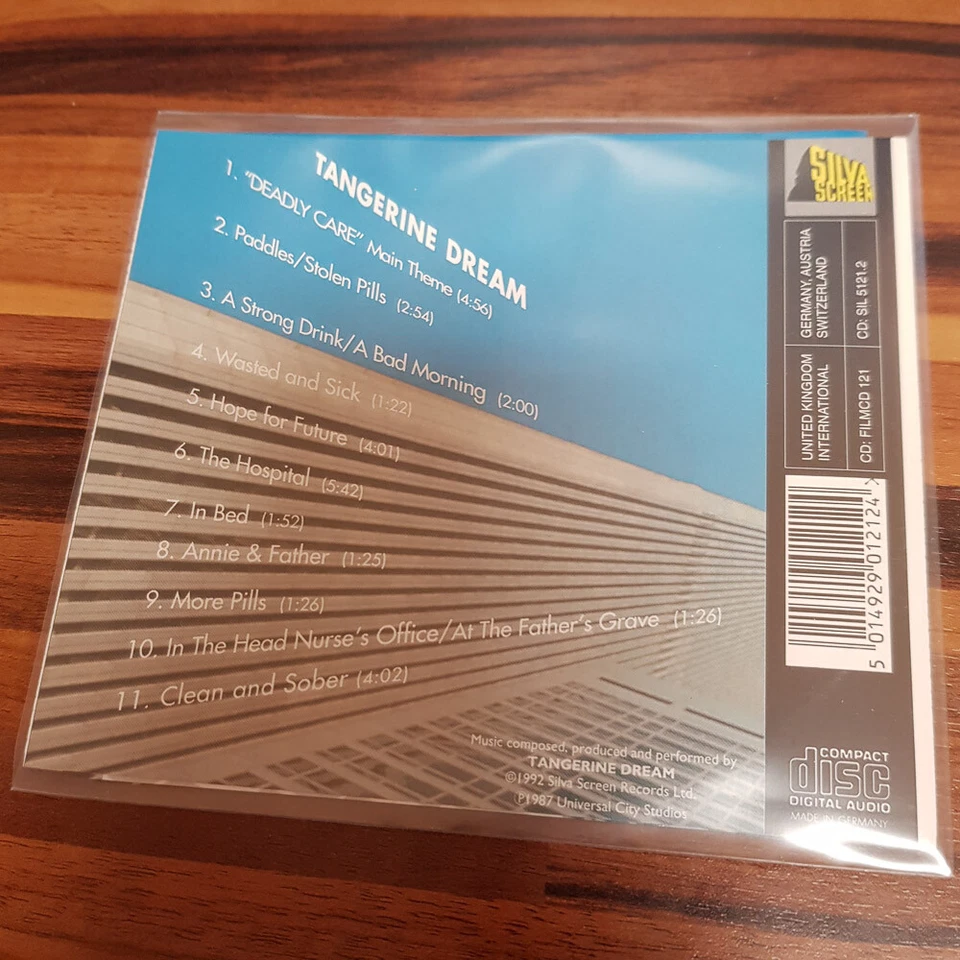 TANGERINE DREAM
1. "DEADLY CARE" Main Theme (4:56)
2. Paddles/Stolen Pills (2:54)
3. A Strong Drink/A Bad Morning (2:00)
4. Wasted and Sick (1:22)
5. Hope for Future (4:01)
6. The Hospital (5:42)
7. In Bed (1:52)
8. Annie & Father (1:25)
9. More Pills (1:26)
10. In The Head Nurse's Office/At The Father's Grave (1:26)
11. Clean and Sober (4:02)
Music composed, produced and performed by
TANGERINE DREAM
©1992 Silva Screen Records Ltd.
℗1987 Universal City Studios
SILVA
SCREEN
GERMANY, AUSTRIA
SWITZERLAND
CD: SIL 5121.2
UNITED KINGDOM
INTERNATIONAL
CD: FILMCD 121
5 014929 012124 >
COMPACT
disc
DIGITAL AUDIO
MADE IN GERMANY